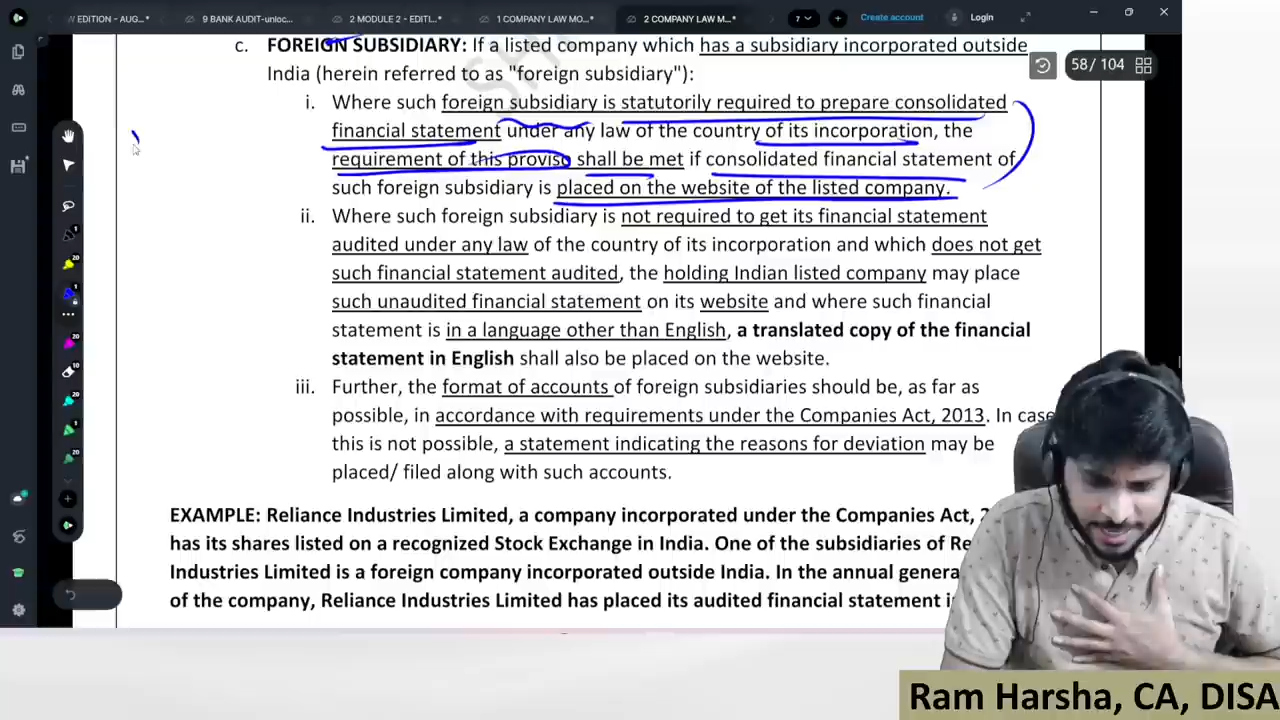 W EDITION - AUG...*
9 BANK AUDIT-unloc...
2 MODULE 2 - EDITI...*
1 COMPANY LAW MO...*
2 COMPANY LAW M...*
7
Create account
Login
58 / 104
c. FOREIGN SUBSIDIARY: If a listed company which has a subsidiary incorporated outside
India (herein referred to as "foreign subsidiary"):
i. Where such foreign subsidiary is statutorily required to prepare consolidated
financial statement under any law of the country of its incorporation, the
requirement of this proviso shall be met if consolidated financial statement of
such foreign subsidiary is placed on the website of the listed company.
ii. Where such foreign subsidiary is not required to get its financial statement
audited under any law of the country of its incorporation and which does not get
such financial statement audited, the holding Indian listed company may place
such unaudited financial statement on its website and where such financial
statement is in a language other than English, a translated copy of the financial
statement in English shall also be placed on the website.
iii. Further, the format of accounts of foreign subsidiaries should be, as far as
possible, in accordance with requirements under the Companies Act, 2013. In case
this is not possible, a statement indicating the reasons for deviation may be
placed/ filed along with such accounts.
EXAMPLE: Reliance Industries Limited, a company incorporated under the Companies Act,
has its shares listed on a recognized Stock Exchange in India. One of the subsidiaries of Re
Industries Limited is a foreign company incorporated outside India. In the annual genera
of the company, Reliance Industries Limited has placed its audited financial statement i
Ram Harsha, CA, DISA